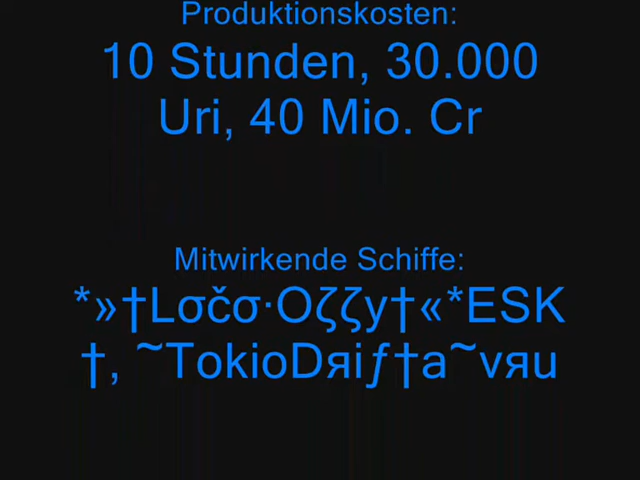 Produktionskosten:
10 Stunden, 30.000
Uri, 40 Mio. Cr
Mitwirkende Schiffe:
*»†Lσčσ·Oζζy†«*ESK
†, ~TokioDяiƒ†a~vяu